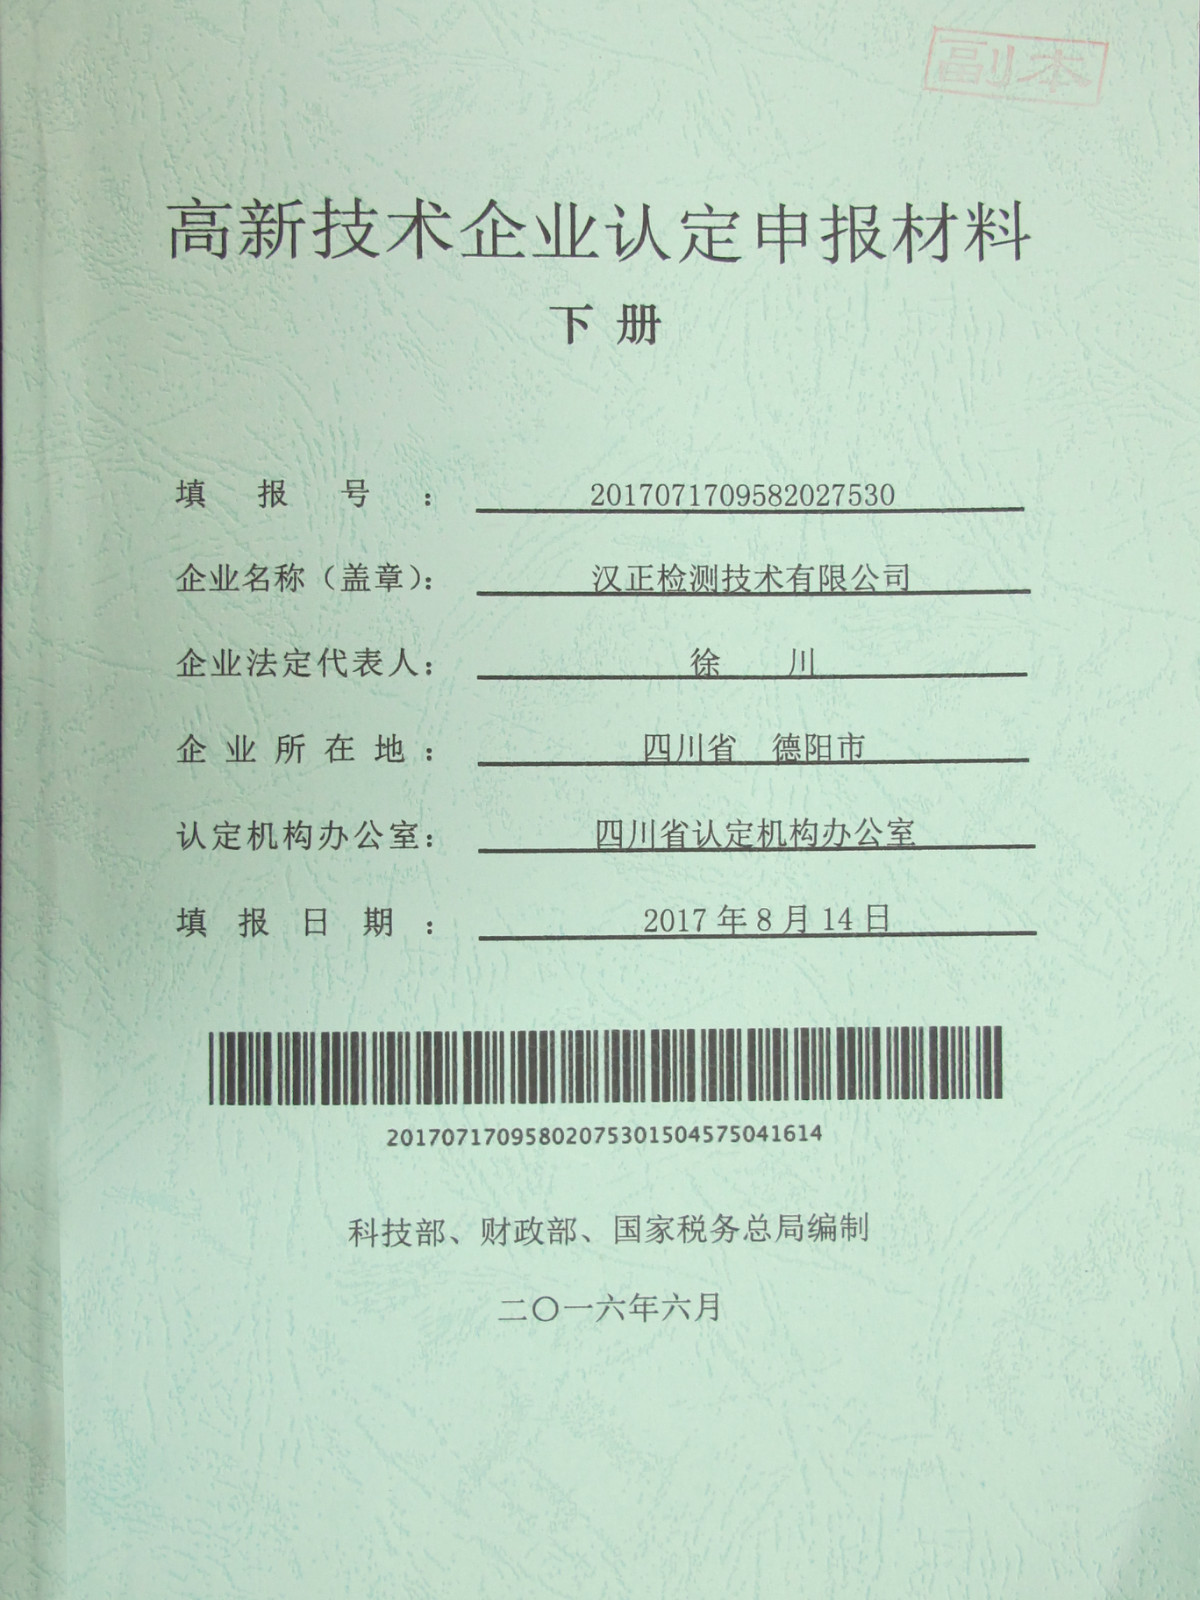 副本
高新技术企业认定申报材料
下册
填报号： 2017071709582027530
企业名称（盖章）： 汉正检测技术有限公司
企业法定代表人： 徐川
企业所在地： 四川省 德阳市
认定机构办公室： 四川省认定机构办公室
填报日期： 2017年8月14日
20170717095802075301504575041614
科技部、财政部、国家税务总局编制
二〇一六年六月